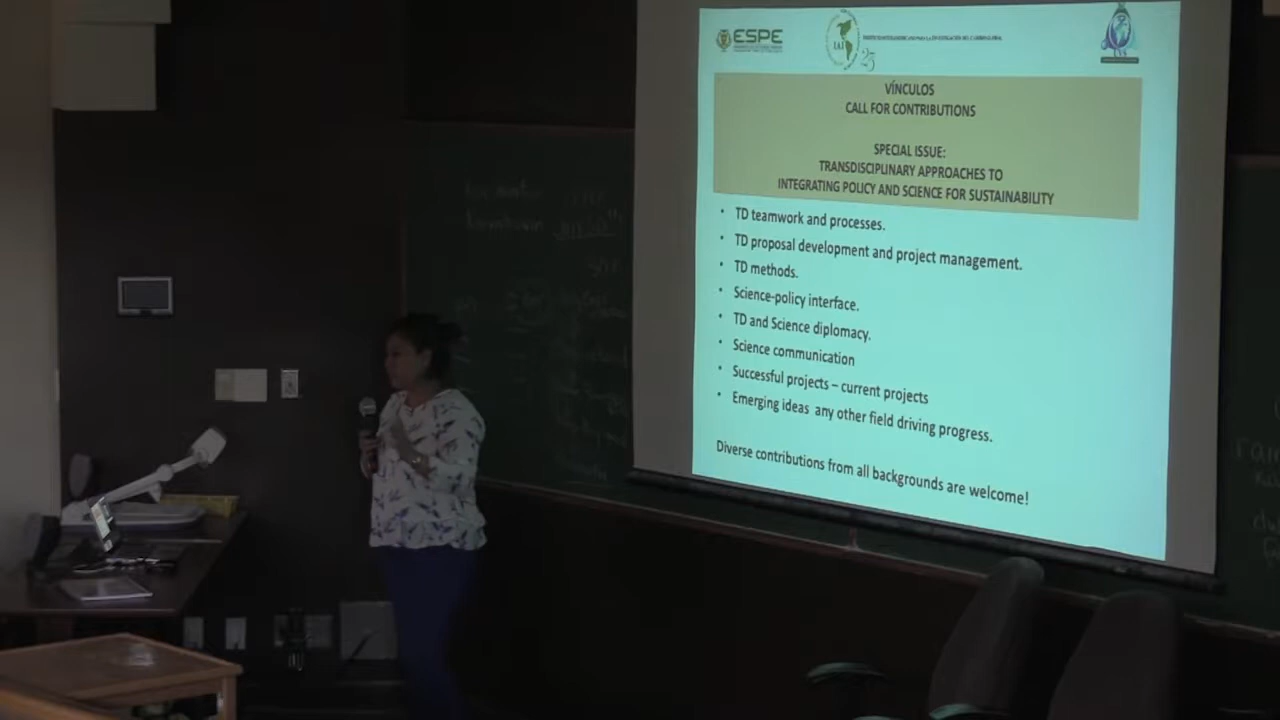 ESPE
IAI
25
VÍNCULOS
CALL FOR CONTRIBUTIONS
SPECIAL ISSUE:
TRANSDISCIPLINARY APPROACHES TO
INTEGRATING POLICY AND SCIENCE FOR SUSTAINABILITY
• TD teamwork and processes.
• TD proposal development and project management.
• TD methods.
• Science-policy interface.
• TD and Science diplomacy.
• Science communication
• Successful projects – current projects
• Emerging ideas any other field driving progress.
Diverse contributions from all backgrounds are welcome!